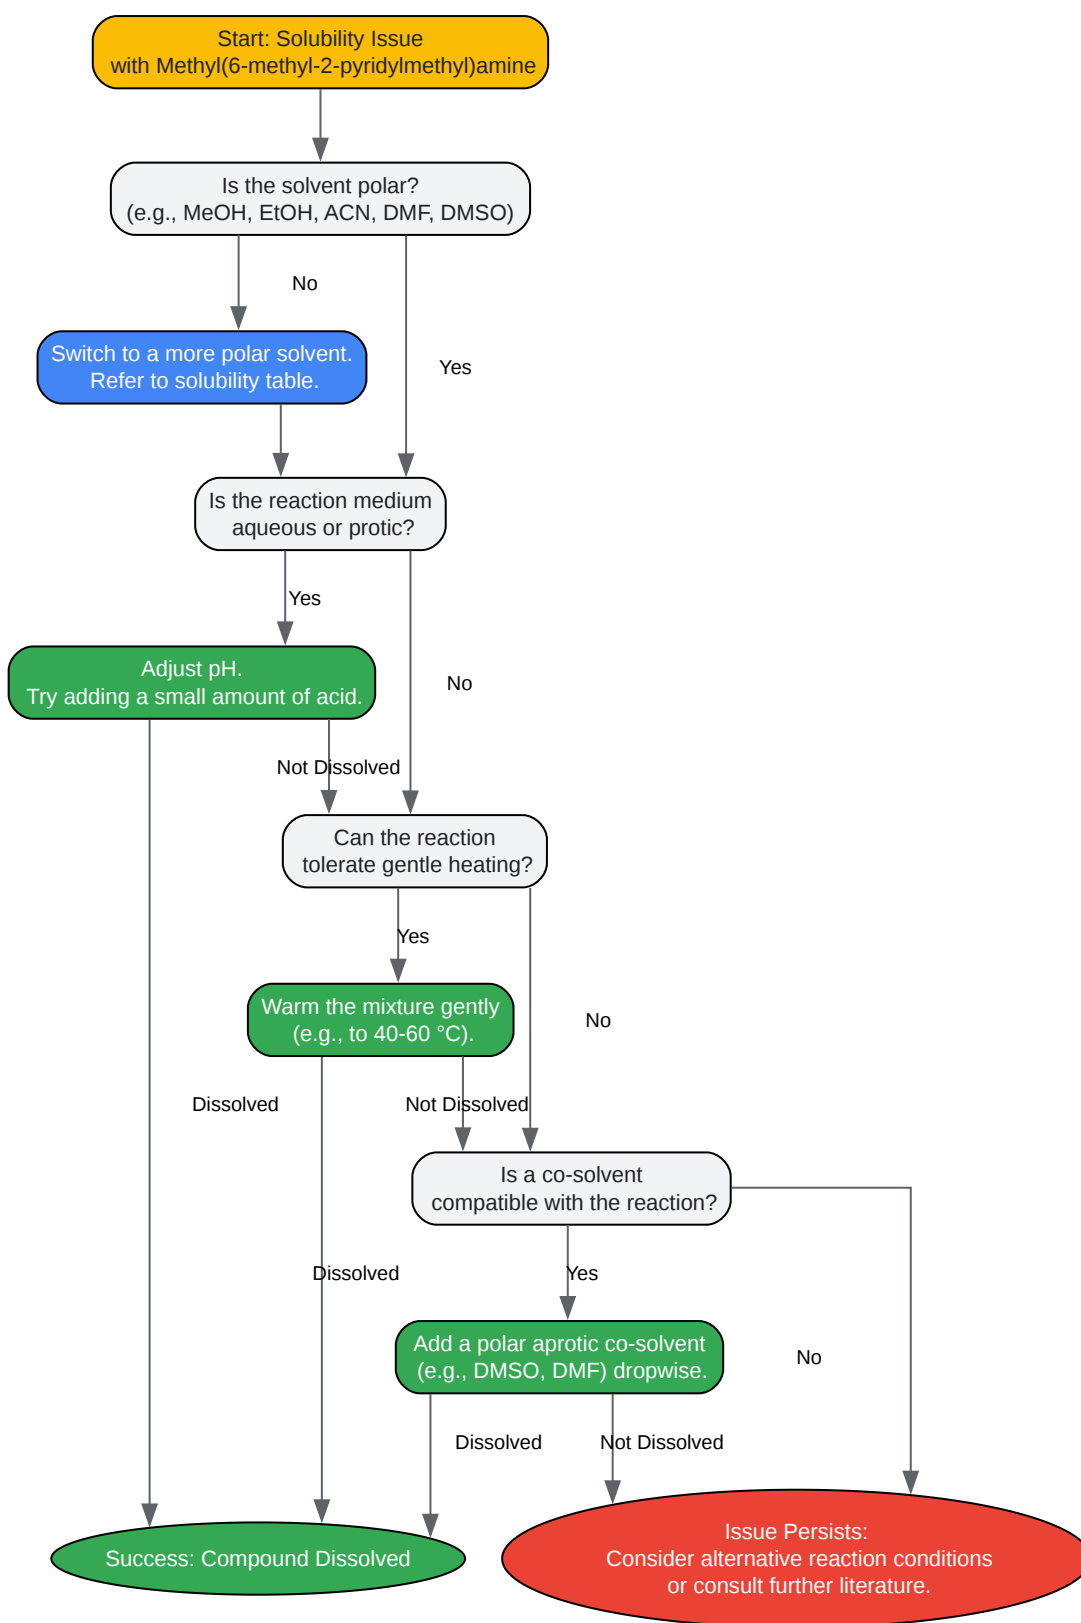 Start: Solubility Issue
with Methyl(6-methyl-2-pyridylmethyl)amine
Is the solvent polar?
(e.g., MeOH, EtOH, ACN, DMF, DMSO)
No
Switch to a more polar solvent.
Refer to solubility table.
Yes
Is the reaction medium
aqueous or protic?
Yes
Adjust pH.
Try adding a small amount of acid.
No
Not Dissolved
Can the reaction
tolerate gentle heating?
Yes
Warm the mixture gently
(e.g., to 40-60 °C).
No
Dissolved
Not Dissolved
Is a co-solvent
compatible with the reaction?
Dissolved
Yes
Add a polar aprotic co-solvent
(e.g., DMSO, DMF) dropwise.
No
Dissolved
Not Dissolved
Success: Compound Dissolved
Issue Persists:
Consider alternative reaction conditions
or consult further literature.